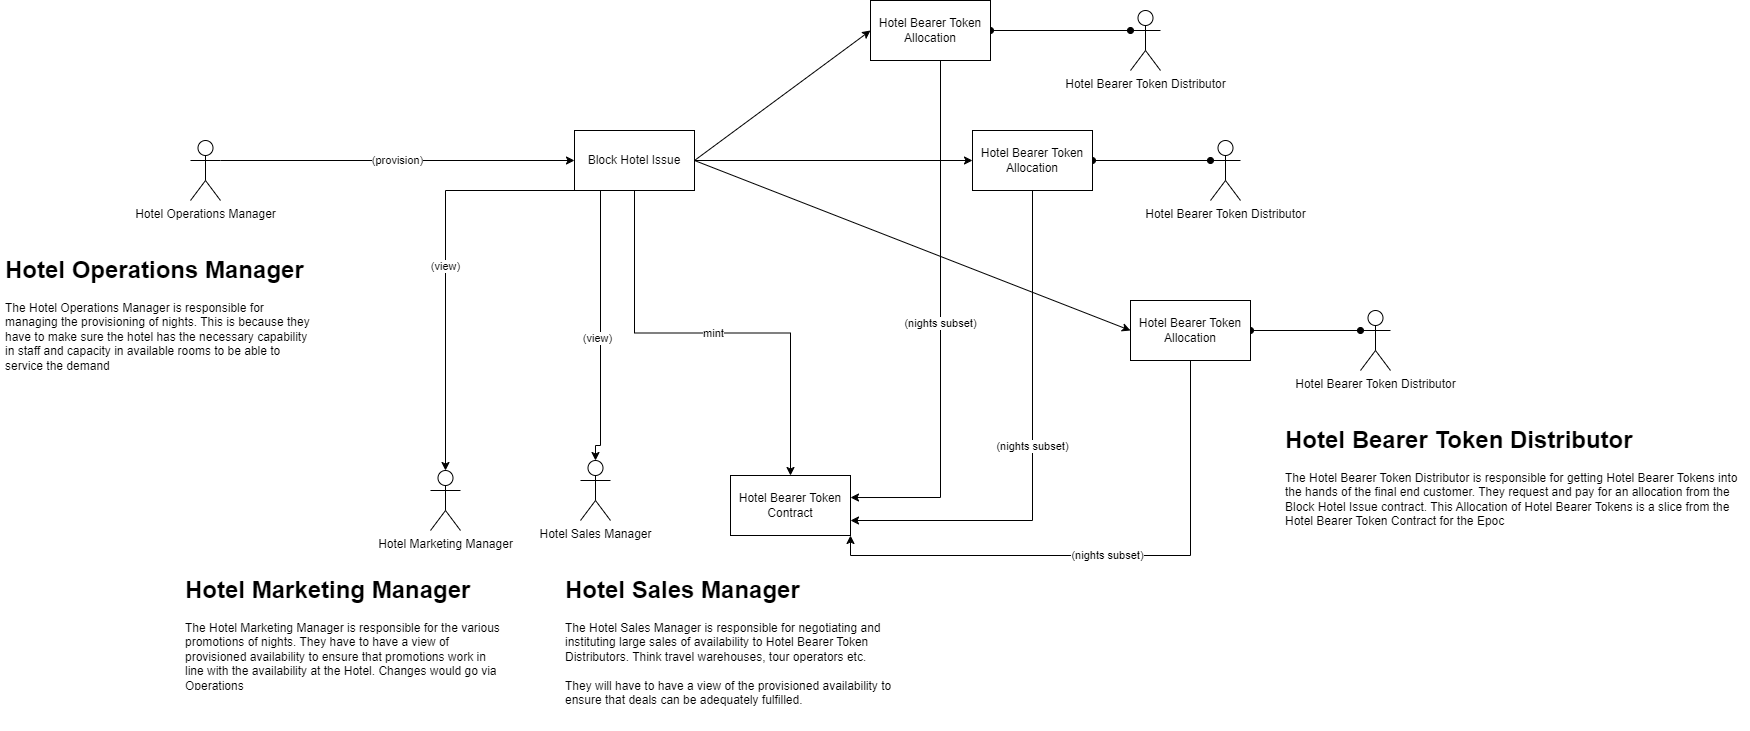 Hotel Bearer Token
Allocation
Hotel Bearer Token Distributor
(provision)
Block Hotel Issue
Hotel Bearer Token
Allocation
Hotel Operations Manager
Hotel Bearer Token Distributor
Hotel Operations Manager
The Hotel Operations Manager is responsible for
managing the provisioning of nights. This is because they
have to make sure the hotel has the necessary capability
in staff and capacity in available rooms to be able to
service the demand
(view)
(view)
mint
(nights subset)
Hotel Bearer Token
Allocation
Hotel Bearer Token Distributor
(nights subset)
Hotel Bearer Token Distributor
The Hotel Bearer Token Distributor is responsible for getting Hotel Bearer Tokens into
the hands of the final end customer. They request and pay for an allocation from the
Block Hotel Issue contract. This Allocation of Hotel Bearer Tokens is a slice from the
Hotel Bearer Token Contract for the Epoc
Hotel Marketing Manager
Hotel Sales Manager
Hotel Bearer Token
Contract
(nights subset)
Hotel Marketing Manager
The Hotel Marketing Manager is responsible for the various
promotions of nights. They have to have a view of
provisioned availability to ensure that promotions work in
line with the availability at the Hotel. Changes would go via
Operations
Hotel Sales Manager
The Hotel Sales Manager is responsible for negotiating and
instituting large sales of availability to Hotel Bearer Token
Distributors. Think travel warehouses, tour operators etc.
They will have to have a view of the provisioned availability to
ensure that deals can be adequately fulfilled.